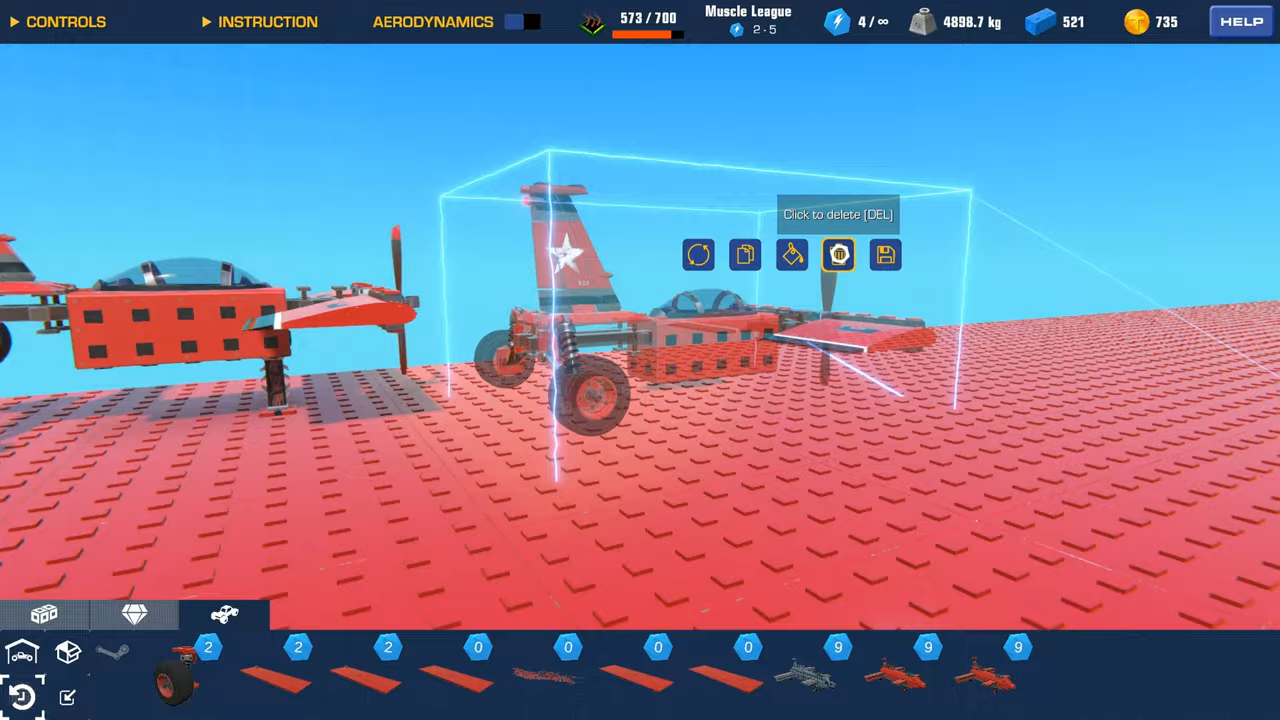 CONTROLS
INSTRUCTION
AERODYNAMICS
573 / 700
Muscle League
2 - 5
4 / ∞
4898.7 kg
521
735
HELP
Click to delete [DEL]
2
2
2
0
0
0
0
9
9
9